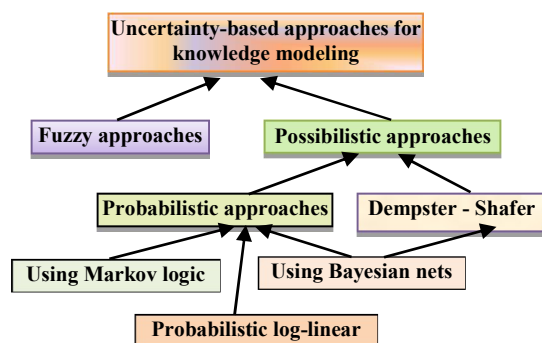 Uncertainty-based approaches for
knowledge modeling
Fuzzy approaches
Possibilistic approaches
Probabilistic approaches
Dempster - Shafer
Using Markov logic
Using Bayesian nets
Probabilistic log-linear